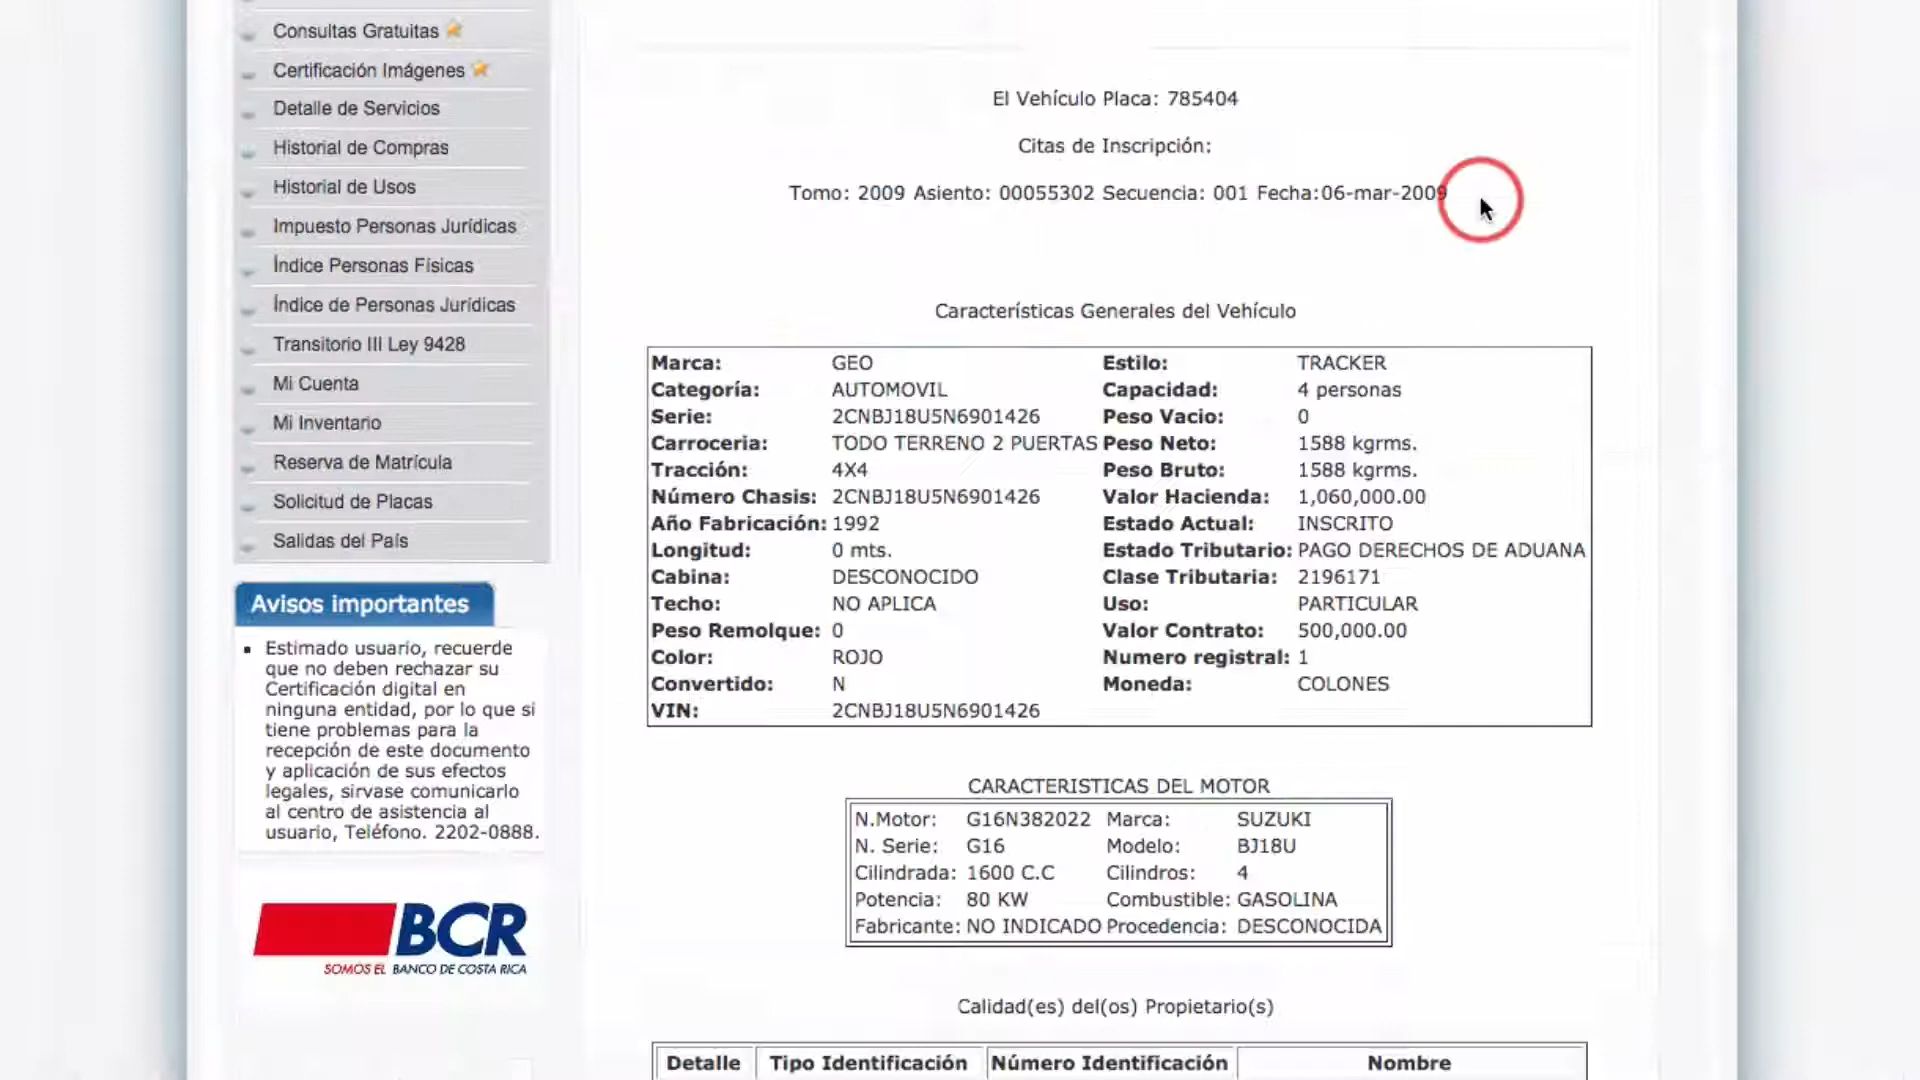 Consultas Gratuitas
Certificación Imágenes
Detalle de Servicios
Historial de Compras
Historial de Usos
Impuesto Personas Jurídicas
Índice Personas Físicas
Índice de Personas Jurídicas
Transitorio III Ley 9428
Mi Cuenta
Mi Inventario
Reserva de Matrícula
Solicitud de Placas
Salidas del País
Avisos importantes
Estimado usuario, recuerde
que no deben rechazar su
Certificación digital en
ninguna entidad, por lo que si
tiene problemas para la
recepción de este documento
y aplicación de sus efectos
legales, sirvase comunicarlo
al centro de asistencia al
usuario, Teléfono. 2202-0888.
BCR
SOMOS EL BANCO DE COSTA RICA
El Vehículo Placa: 785404
Citas de Inscripción:
Tomo: 2009 Asiento: 00055302 Secuencia: 001 Fecha:06-mar-2009
Características Generales del Vehículo
Marca: GEO Estilo: TRACKER
Categoría: AUTOMOVIL Capacidad: 4 personas
Serie: 2CNBJ18U5N6901426 Peso Vacio: 0
Carroceria: TODO TERRENO 2 PUERTAS Peso Neto: 1588 kgrms.
Tracción: 4X4 Peso Bruto: 1588 kgrms.
Número Chasis: 2CNBJ18U5N6901426 Valor Hacienda: 1,060,000.00
Año Fabricación: 1992 Estado Actual: INSCRITO
Longitud: 0 mts. Estado Tributario: PAGO DERECHOS DE ADUANA
Cabina: DESCONOCIDO Clase Tributaria: 2196171
Techo: NO APLICA Uso: PARTICULAR
Peso Remolque: 0 Valor Contrato: 500,000.00
Color: ROJO Numero registral: 1
Convertido: N Moneda: COLONES
VIN: 2CNBJ18U5N6901426
CARACTERISTICAS DEL MOTOR
N.Motor: G16N382022 Marca: SUZUKI
N. Serie: G16 Modelo: BJ18U
Cilindrada: 1600 C.C Cilindros: 4
Potencia: 80 KW Combustible: GASOLINA
Fabricante: NO INDICADO Procedencia: DESCONOCIDA
Calidad(es) del(os) Propietario(s)
Detalle Tipo Identificación Número Identificación Nombre